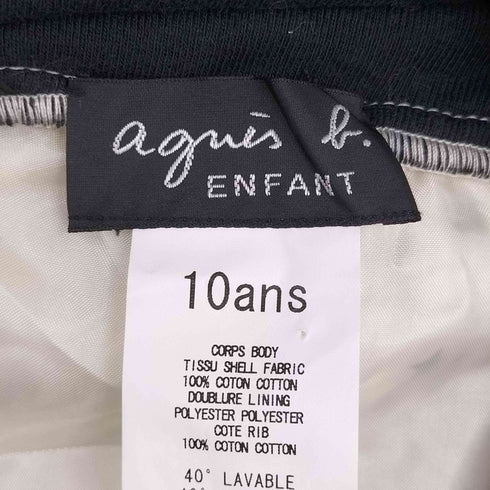 agnès b.
ENFANT
10ans
CORPS BODY
TISSU SHELL FABRIC
100% COTON COTTON
DOUBLURE LINING
POLYESTER POLYESTER
COTE RIB
100% COTON COTTON
40° LAVABLE